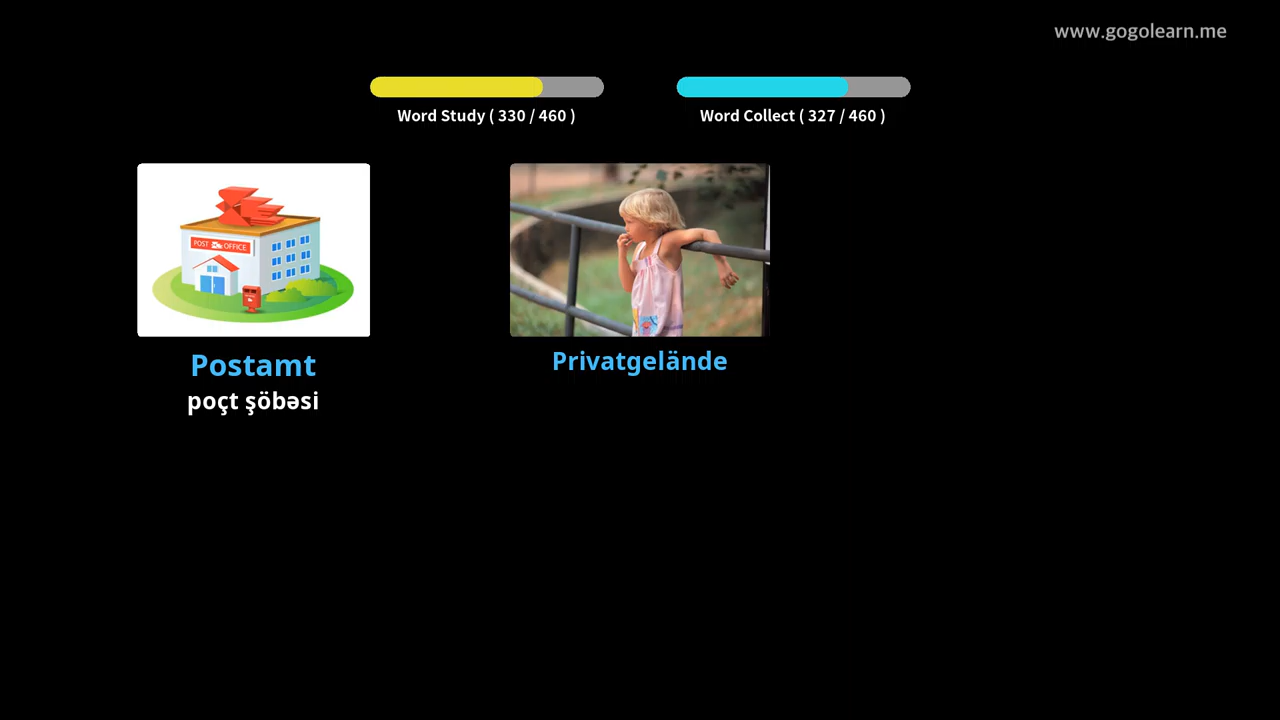 www.gogolearn.me
Word Study ( 330 / 460 )
Word Collect ( 327 / 460 )
POST OFFICE
Postamt
poçt şöbəsi
Privatgelände